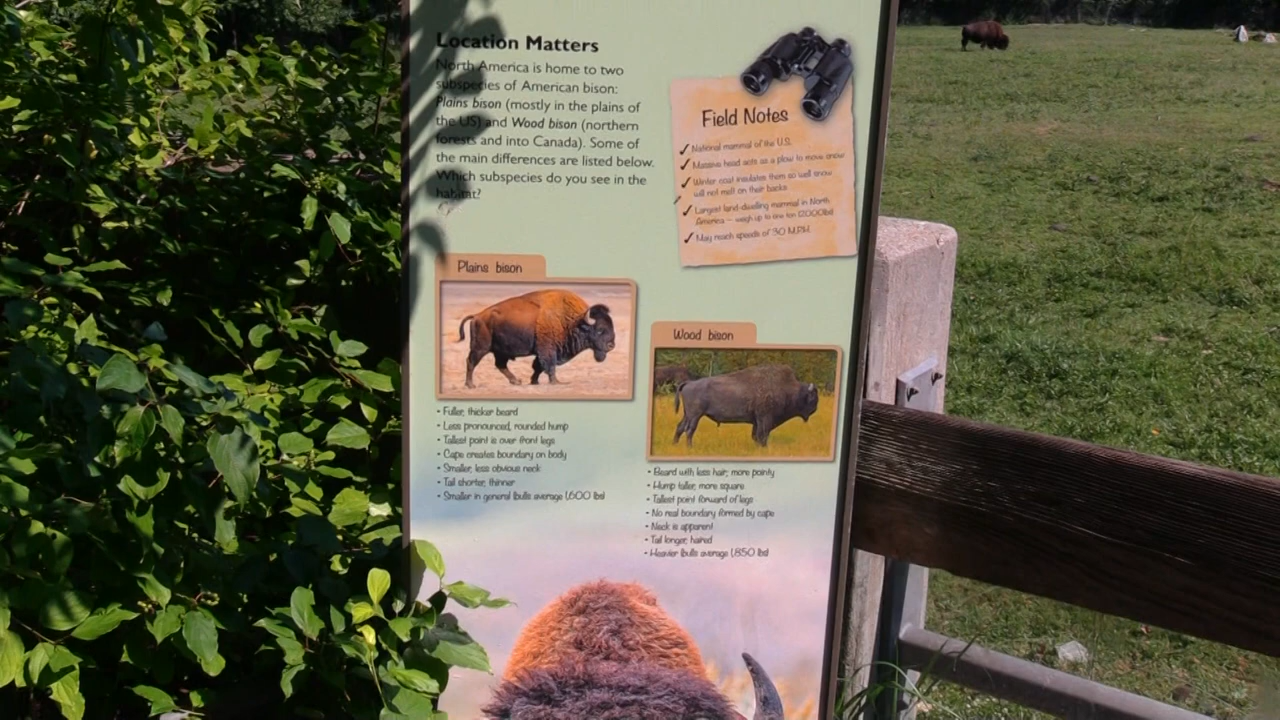 Location Matters
North America is home to two
subspecies of American bison:
Plains bison (mostly in the plains of
the US) and Wood bison (northern
forests and into Canada). Some of
the main differences are listed below.
Which subspecies do you see in the
habitat?
Field Notes
✓ National mammal of the U.S.
✓ Massive head acts as a plow to move snow
✓ Winter coat insulates them so well snow
will not melt on their backs
✓ Largest land-dwelling mammal in North
America – weigh up to one ton (2000lbs)
✓ May reach speeds of 30 M.P.H.
Plains bison
• Fuller, thicker beard
• Less pronounced, rounded hump
• Tallest point is over front legs
• Cape creates boundary on body
• Smaller, less obvious neck
• Tail shorter, thinner
• Smaller in general (bulls average 1,600 lbs)
Wood bison
• Beard with less hair; more pointy
• Hump taller, more square
• Tallest point forward of legs
• No real boundary formed by cape
• Neck is apparent
• Tail longer, haired
• Heavier (bulls average 1,850 lbs)